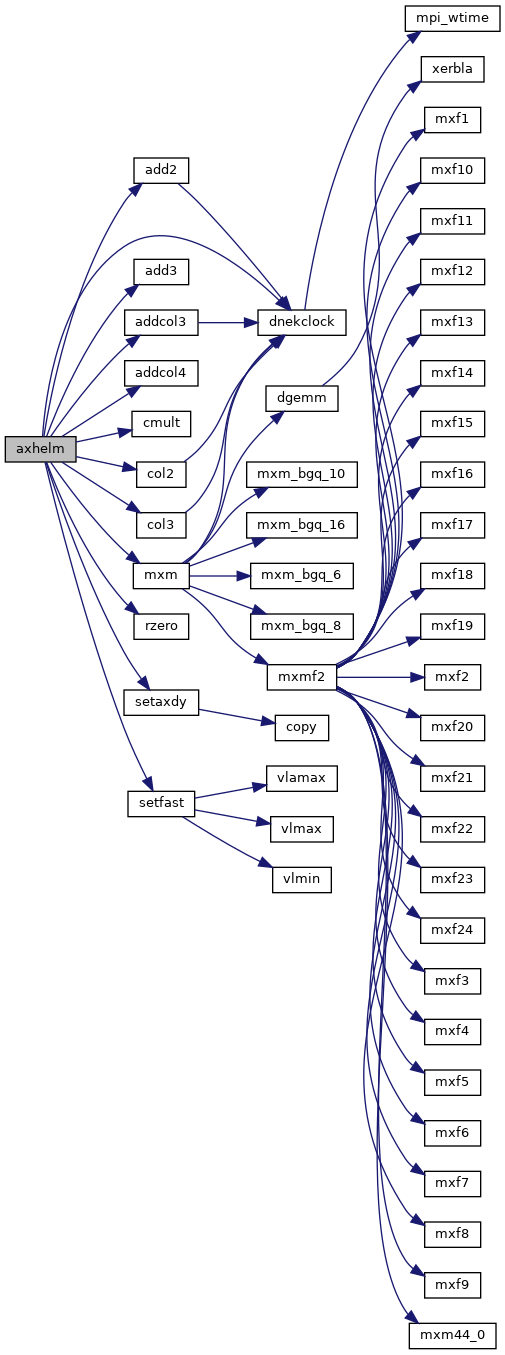 mpi_wtime
xerbla
mxf1
add2
mxf10
mxf11
add3
mxf12
addcol3
dnekclock
mxf13
addcol4
mxf14
dgemm
cmult
mxf15
axhelm
col2
mxm_bgq_10
mxf16
col3
mxm_bgq_16
mxf17
mxm
mxm_bgq_6
mxf18
rzero
mxm_bgq_8
mxf19
mxmf2
mxf2
setaxdy
copy
mxf20
vlamax
mxf21
setfast
vlmax
mxf22
vlmin
mxf23
mxf24
mxf3
mxf4
mxf5
mxf6
mxf7
mxf8
mxf9
mxm44_0